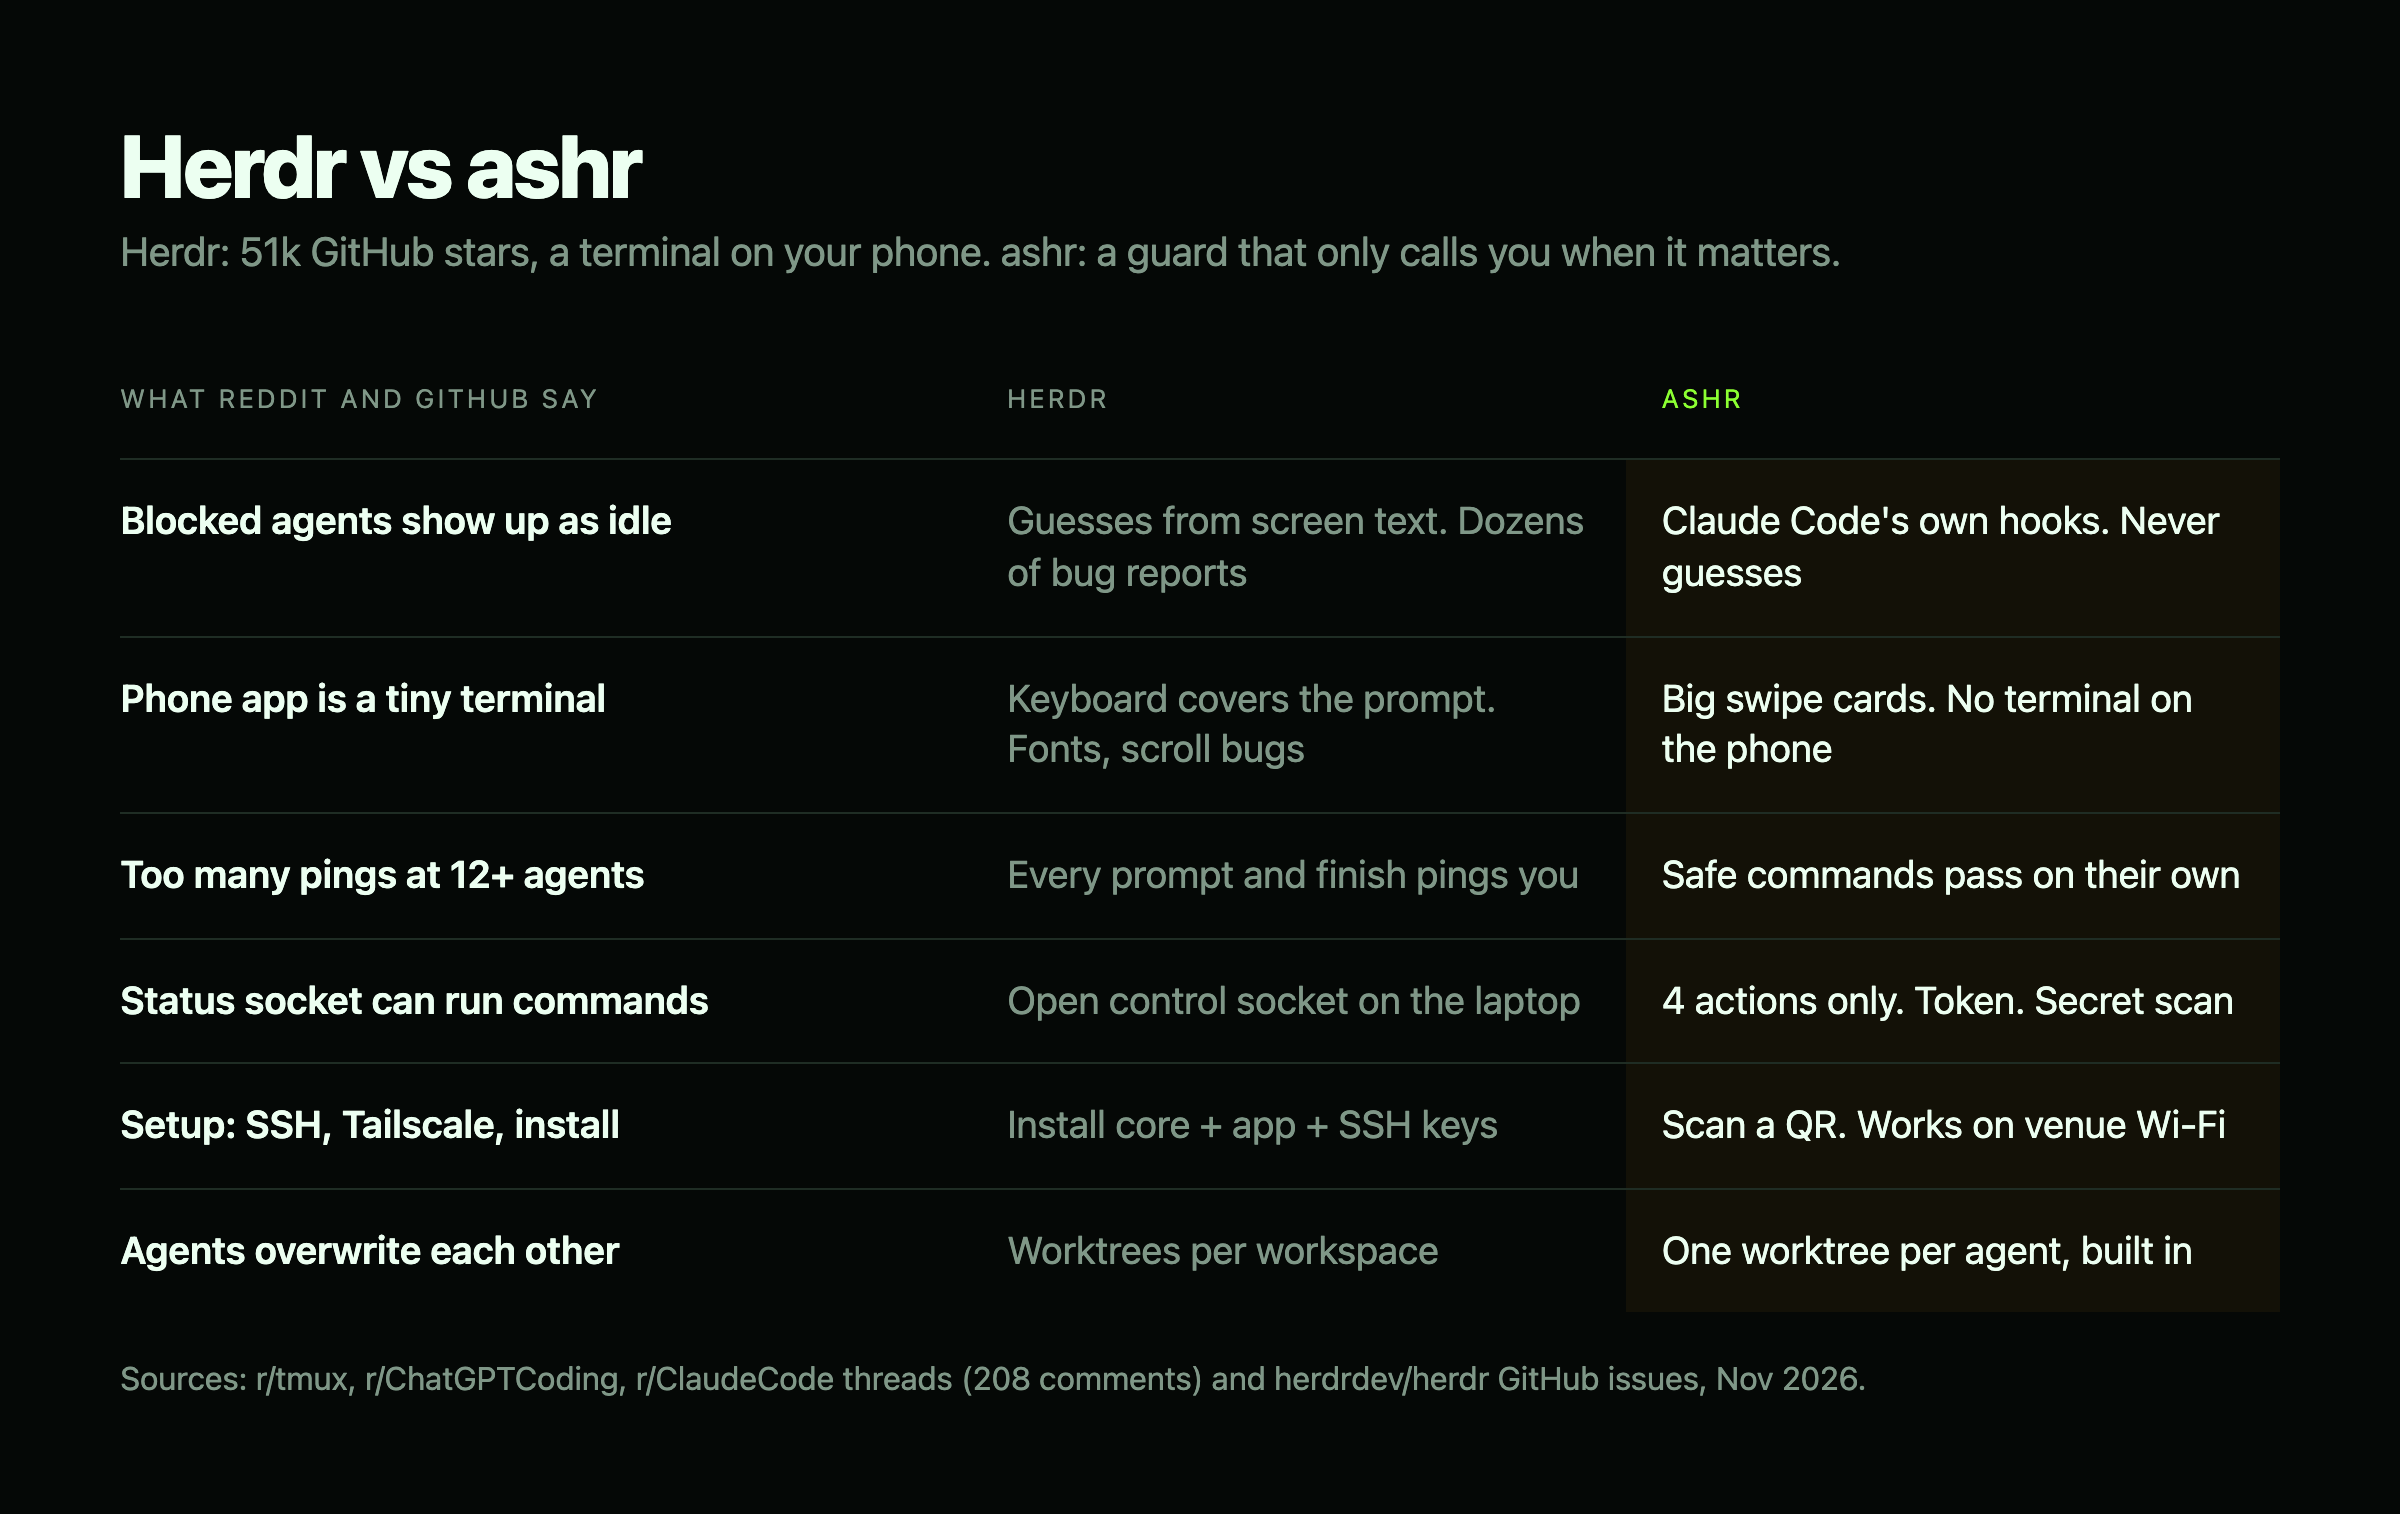 Herdr vs ashr
Herdr: 51k GitHub stars, a terminal on your phone. ashr: a guard that only calls you when it matters.
WHAT REDDIT AND GITHUB SAY
HERDR
ASHR
Blocked agents show up as idle
Guesses from screen text. Dozens
of bug reports
Claude Code's own hooks. Never
guesses
Phone app is a tiny terminal
Keyboard covers the prompt.
Fonts, scroll bugs
Big swipe cards. No terminal on
the phone
Too many pings at 12+ agents
Every prompt and finish pings you
Safe commands pass on their own
Status socket can run commands
Open control socket on the laptop
4 actions only. Token. Secret scan
Setup: SSH, Tailscale, install
Install core + app + SSH keys
Scan a QR. Works on venue Wi-Fi
Agents overwrite each other
Worktrees per workspace
One worktree per agent, built in
Sources: r/tmux, r/ChatGPTCoding, r/ClaudeCode threads (208 comments) and herdrdev/herdr GitHub issues, Nov 2026.